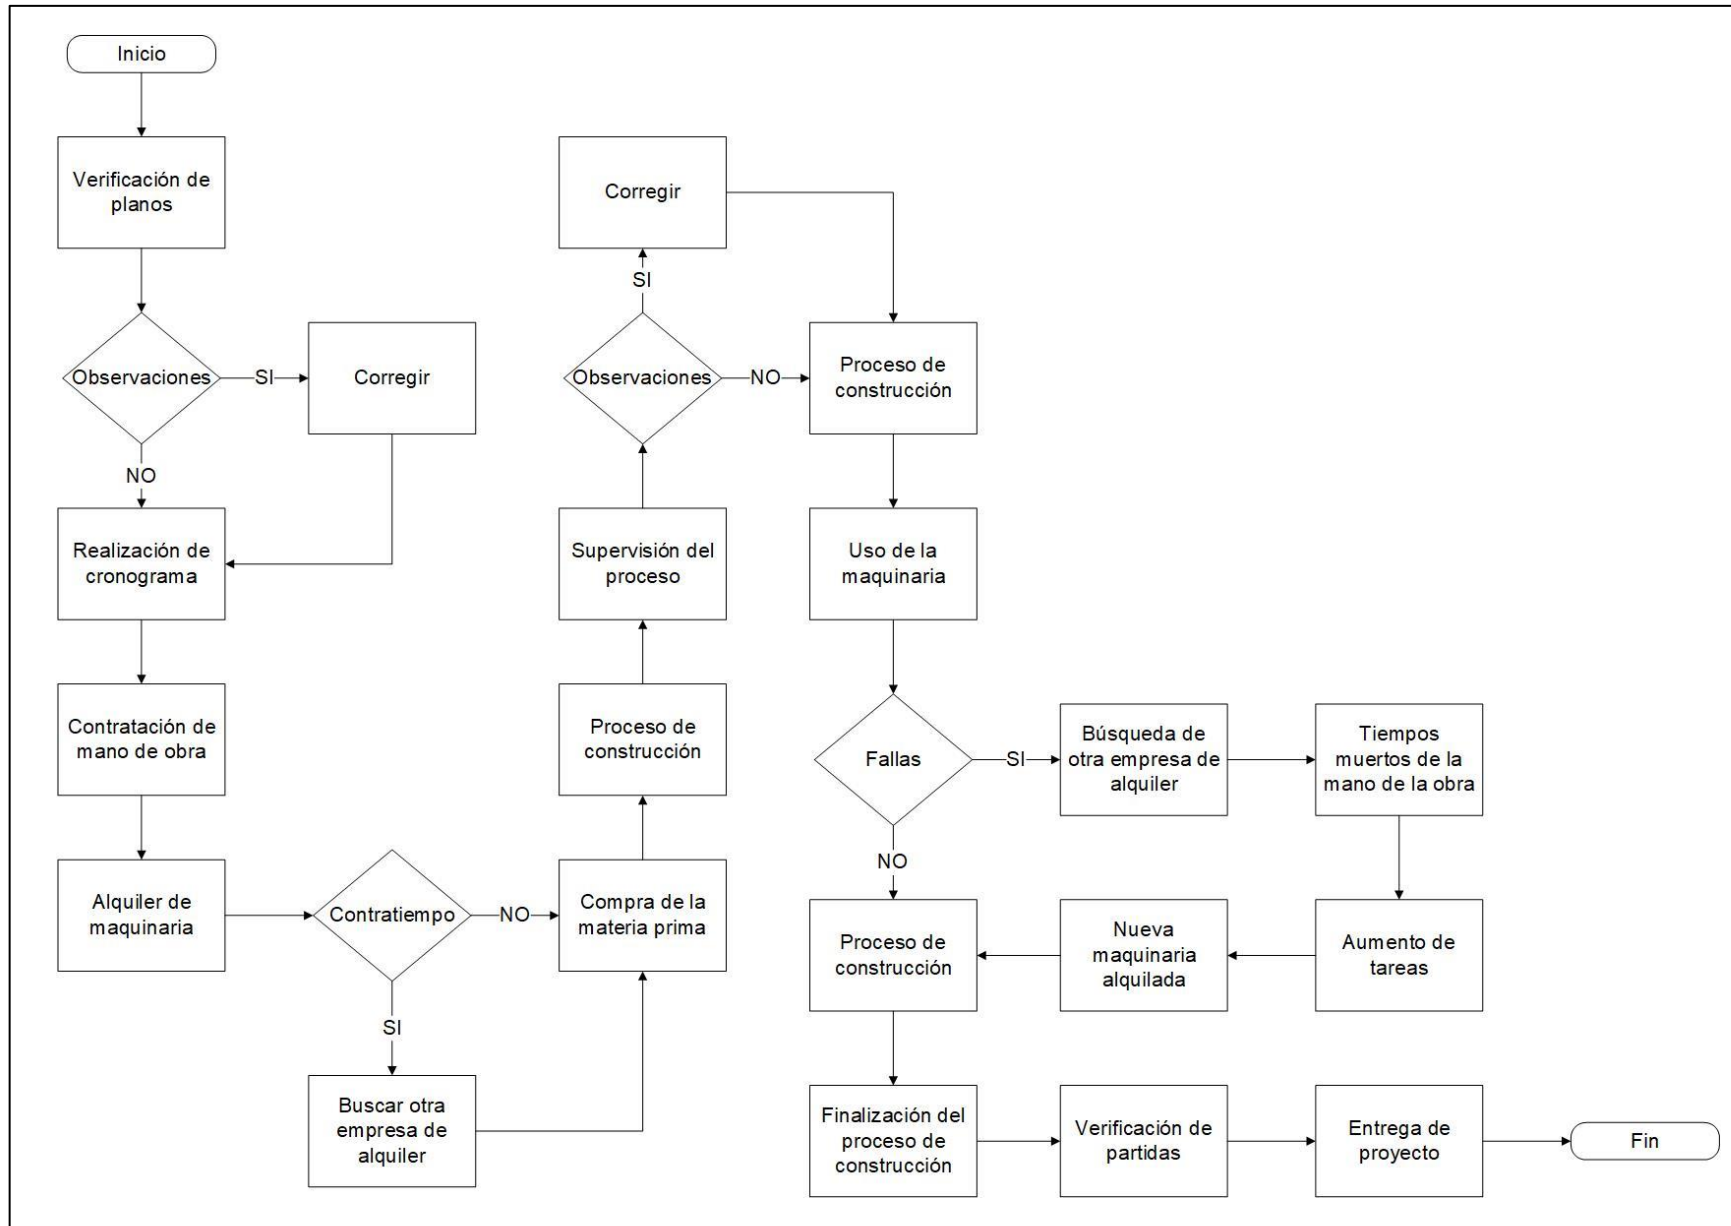 Inicio
Verificación de
planos
Observaciones
SI
Corregir
NO
Realización de
cronograma
Contratación de
mano de obra
Alquiler de
maquinaria
Contratiempo
SI
Buscar otra
empresa de
alquiler
NO
Compra de la
materia prima
Proceso de
construcción
Supervisión del
proceso
Observaciones
SI
Corregir
NO
Proceso de
construcción
Uso de la
maquinaria
Fallas
SI
Búsqueda de
otra empresa de
alquiler
Tiempos
muertos de la
mano de la obra
Aumento de
tareas
Nueva
maquinaria
alquilada
NO
Proceso de
construcción
Finalización del
proceso de
construcción
Verificación de
partidas
Entrega de
proyecto
Fin